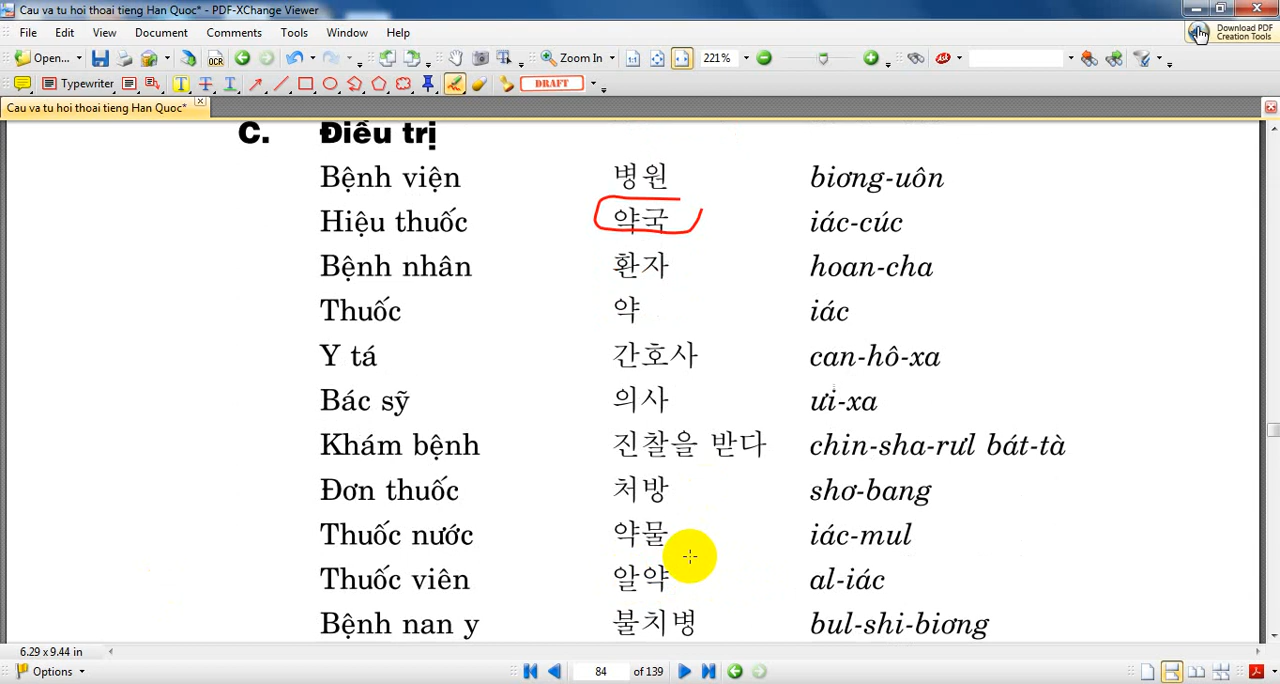 Cau va tu hoi thoai tieng Han Quoc* - PDF-XChange Viewer
File Edit View Document Comments Tools Window Help
Open... OCR Zoom In 221% Download PDF Creation Tools
Typewriter DRAFT
Cau va tu hoi thoai tieng Han Quoc*
C. Điều trị
Bệnh viện 병원 biơng-uôn
Hiệu thuốc 약국 iác-cúc
Bệnh nhân 환자 hoan-cha
Thuốc 약 iác
Y tá 간호사 can-hô-xa
Bác sỹ 의사 ưi-xa
Khám bệnh 진찰을 받다 chin-sha-rưl bát-tà
Đơn thuốc 처방 shơ-bang
Thuốc nước 약물 iác-mul
Thuốc viên 알약 al-iác
Bệnh nan y 불치병 bul-shi-biơng
6.29 x 9.44 in
Options 84 of 139